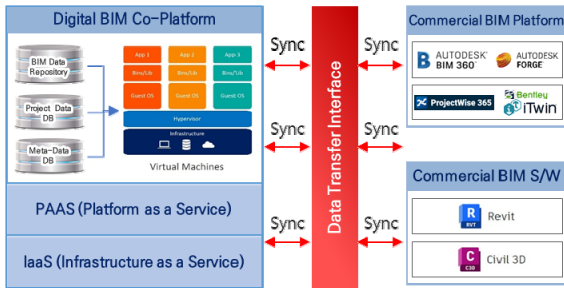 Digital BIM Co-Platform
BIM Data
Repository
Project Data
DB
Meta-Data
DB
App 1
App 2
App 3
Bins/Lib
Bins/Lib
Bins/Lib
Guest OS
Guest OS
Guest OS
Hypervisor
Infrastructure
Virtual Machines
PAAS (Platform as a Service)
IaaS (Infrastructure as a Service)
Sync
Sync
Sync
Data Transfer Interface
Sync
Sync
Sync
Commercial BIM Platform
AUTODESK®
BIM 360™
AUTODESK
FORGE
ProjectWise 365
Bentley
iTwin
Commercial BIM S/W
R
RVT
Revit
C
C3D
Civil 3D